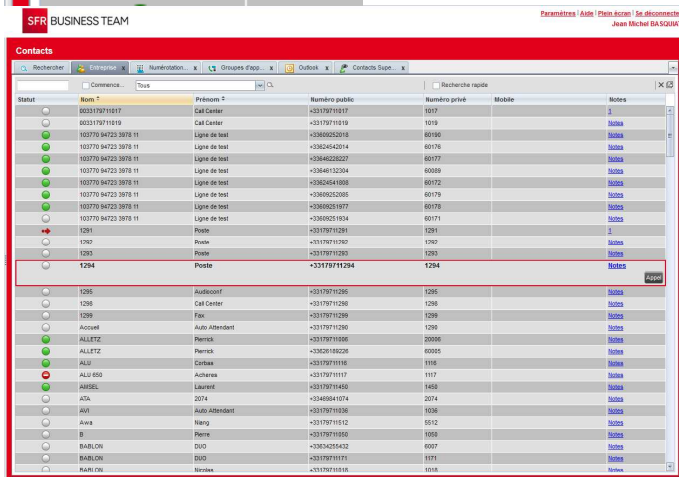 SFR BUSINESS TEAM
Paramètres | Aide | Plein écran | Se déconnecte
Jean Michel BASQUIAT
Contacts
Rechercher Entreprise x Numérotation... x Groupes d'app... x Outlook x Contacts Supe... x
Commence... Tous Recherche rapide
Statut Nom Prénom Numéro public Numéro privé Mobile Notes
0033179711017 Call Center +33179711017 1017 1
0033179711019 Call Center +33179711019 1019 Notes
103770 94723 3978 11 Ligne de test +33609252018 60190 Notes
103770 94723 3978 11 Ligne de test +33624542014 60176 Notes
103770 94723 3978 11 Ligne de test +33646228227 60177 Notes
103770 94723 3978 11 Ligne de test +33646132304 60089 Notes
103770 94723 3978 11 Ligne de test +33624541808 60172 Notes
103770 94723 3978 11 Ligne de test +33609252085 60179 Notes
103770 94723 3978 11 Ligne de test +33609251977 60178 Notes
103770 94723 3978 11 Ligne de test +33609251934 60171 Notes
1291 Poste +33179711291 1291 1
1292 Poste +33179711292 1292 Notes
1293 Poste +33179711293 1293 Notes
1294 Poste +33179711294 1294 Notes
Appel
1295 Audioconf +33179711295 1295 Notes
1298 Call Center +33179711298 1298 Notes
1299 Fax +33179711299 1299 Notes
Accueil Auto Attendant +33179711290 1290 Notes
ALLETZ Pierrick +33179711006 20006 Notes
ALLETZ Pierrick +33626189226 60005 Notes
ALU Corbas +33179711116 1116 Notes
ALU 650 Acheres +33179711117 1117 Notes
AMSEL Laurent +33179711450 1450 Notes
ATA 2074 +33469841074 2074 Notes
AVI Auto Attendant +33179711036 1036 Notes
Awa Niang +33179711512 5512 Notes
B Pierre +33179711050 1050 Notes
BABLON DUO +33634255432 6007 Notes
BABLON DUO +33179711171 1171 Notes
BABLON Nicolas +33179711018 1018 Notes